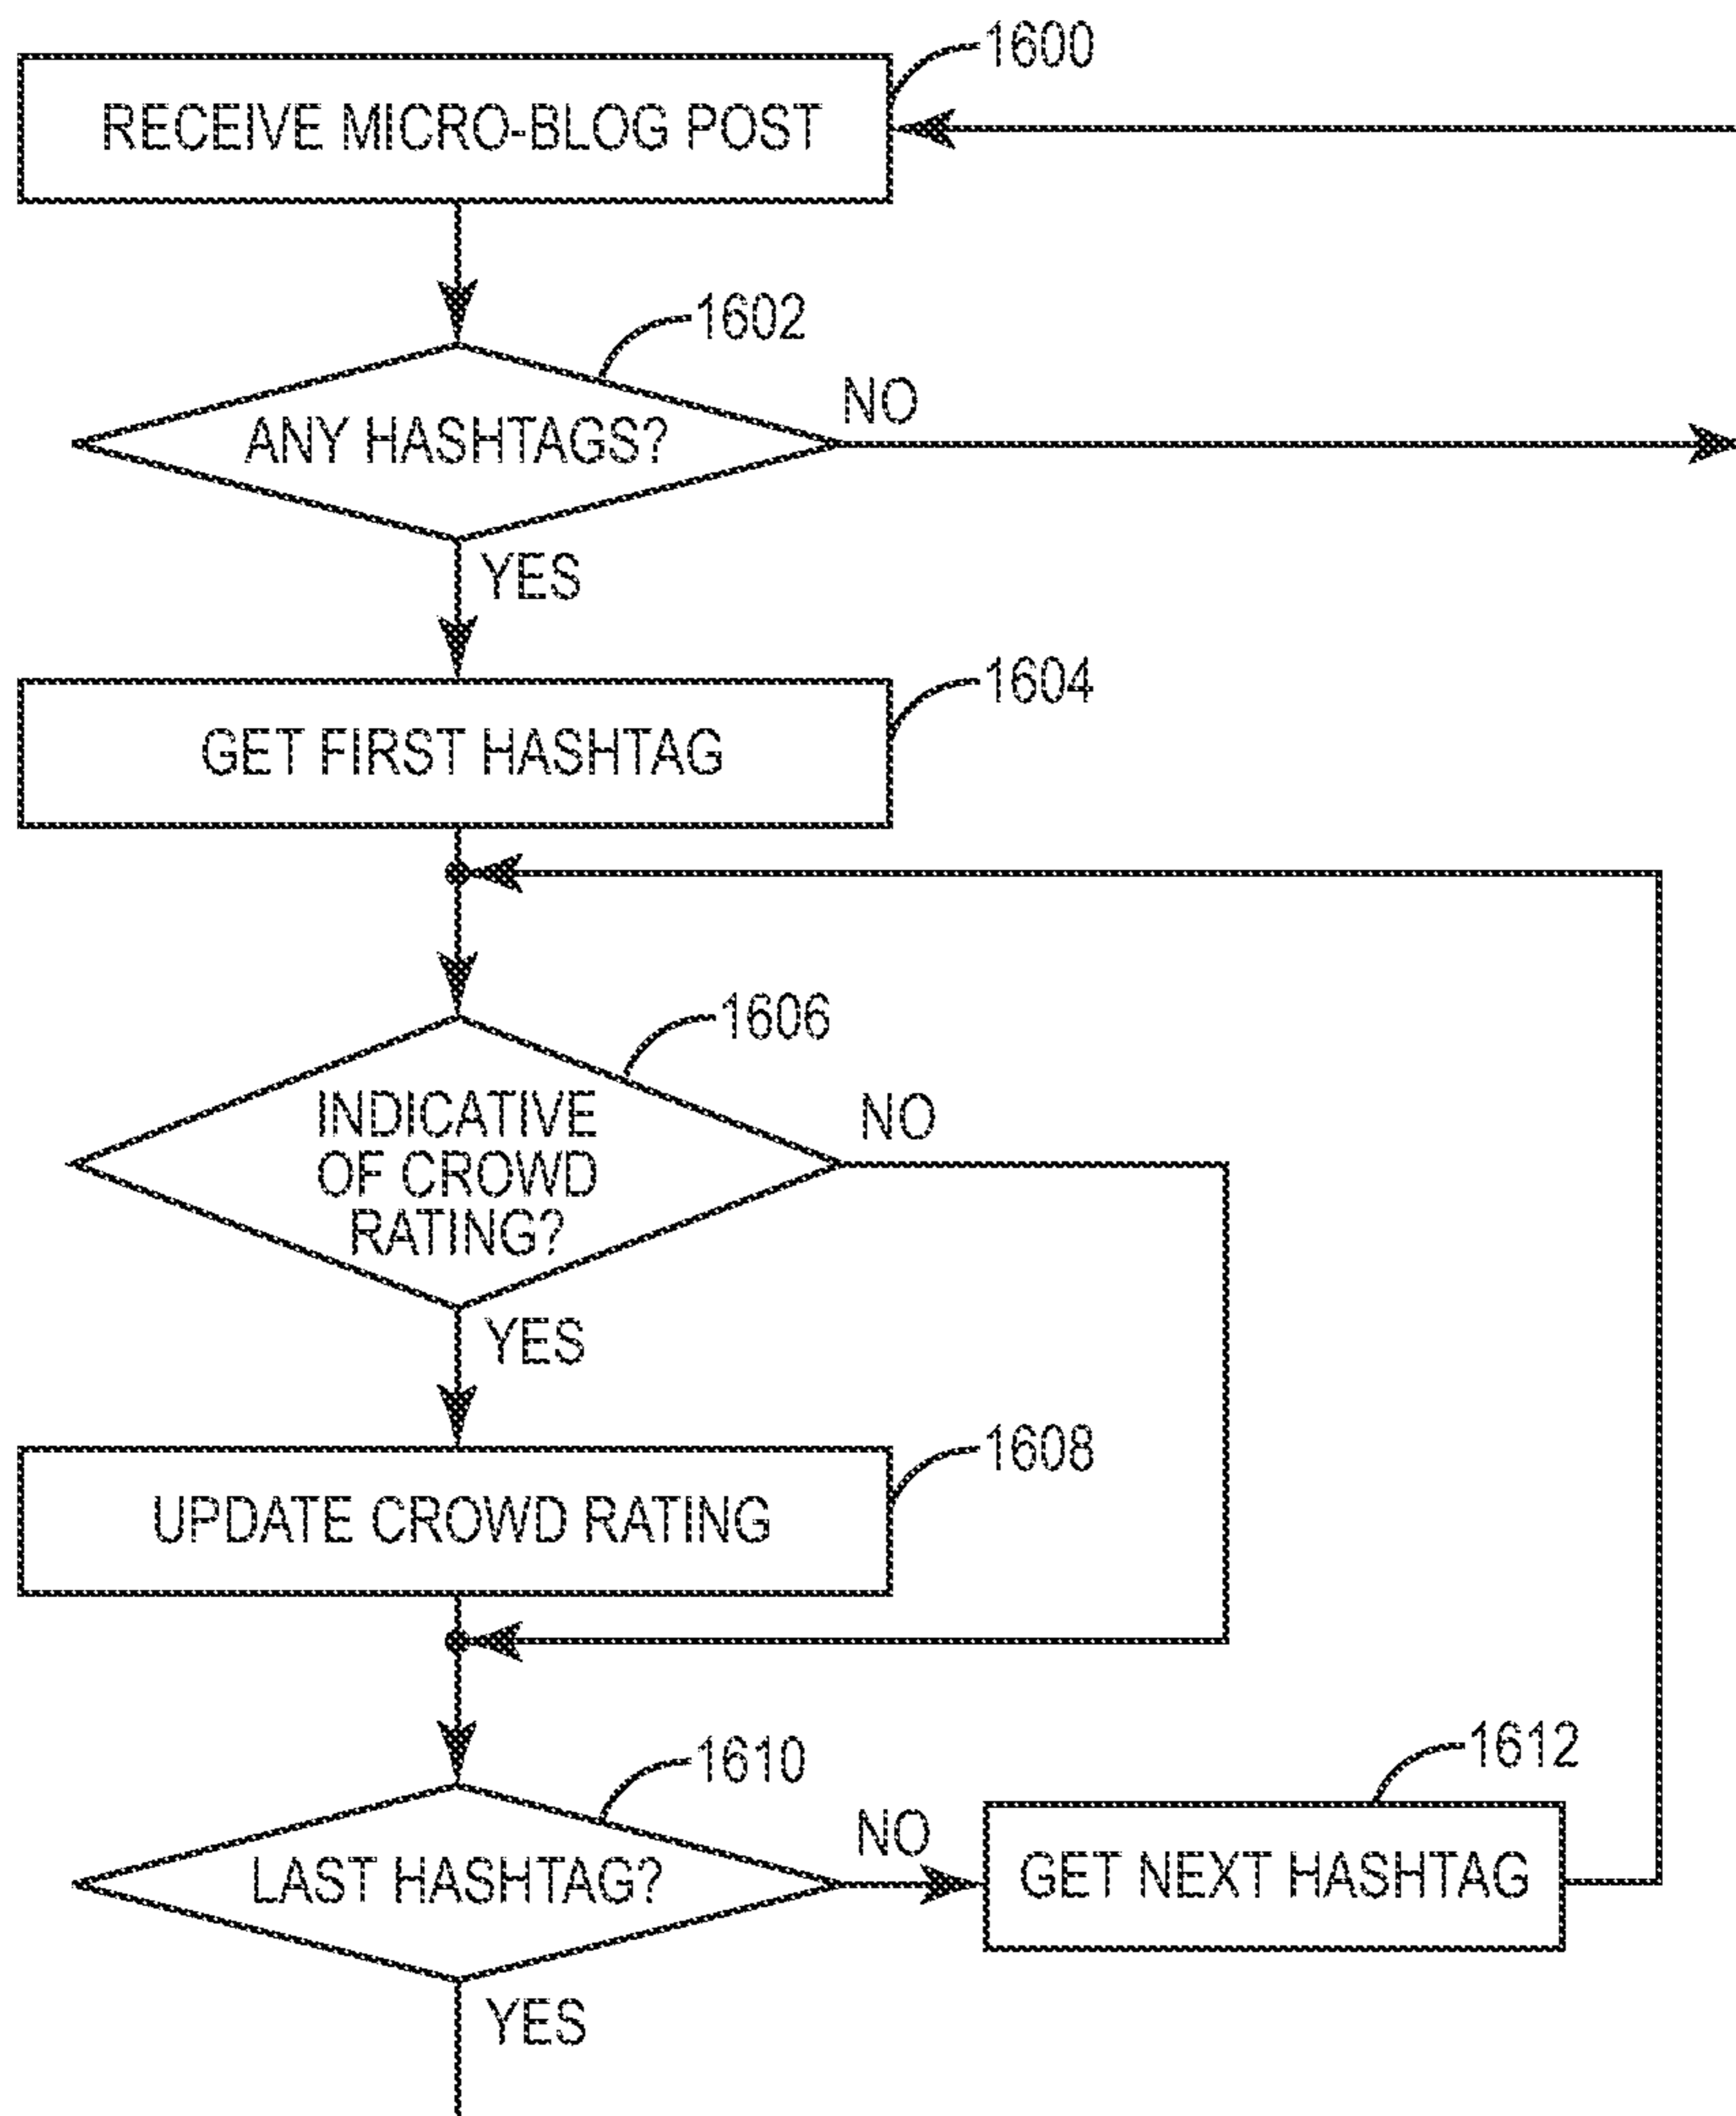 1600
RECEIVE MICRO-BLOG POST
1602
ANY HASHTAGS?
NO
YES
1604
GET FIRST HASHTAG
1606
INDICATIVE
OF CROWD
RATING?
NO
YES
1608
UPDATE CROWD RATING
1610
LAST HASHTAG?
NO
1612
GET NEXT HASHTAG
YES